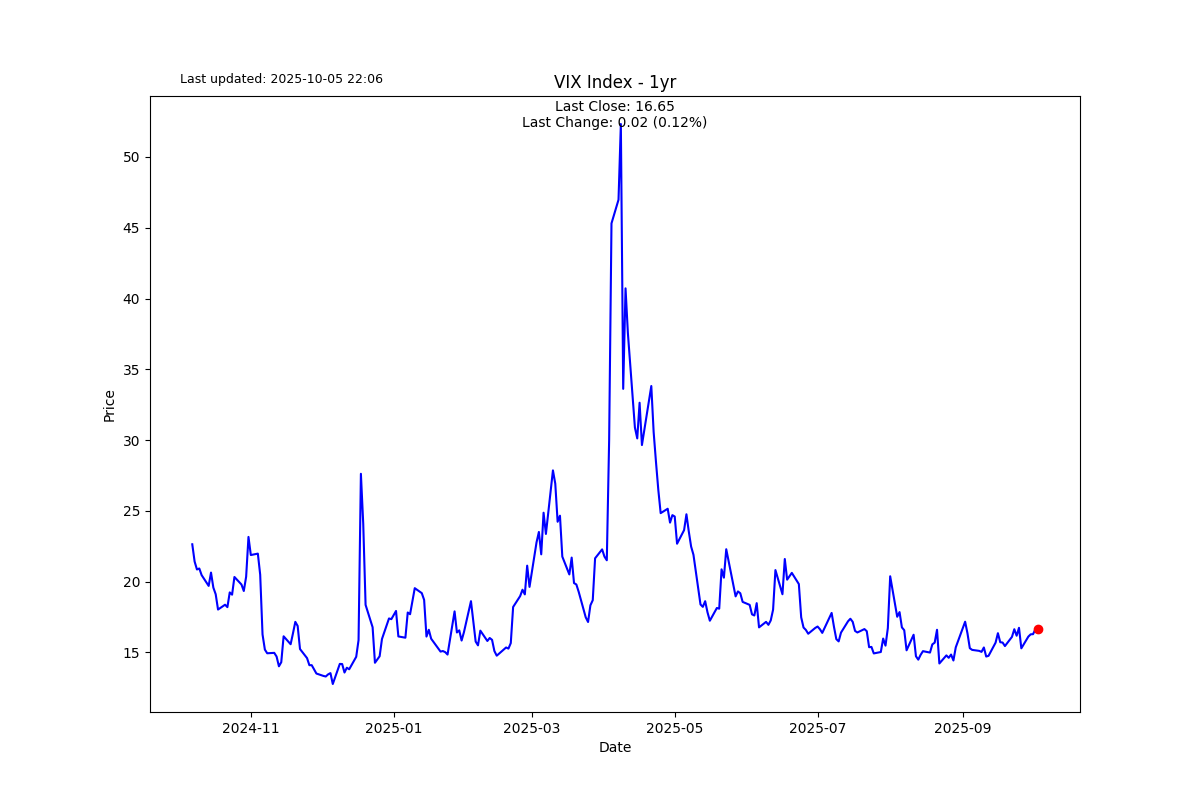 Last updated: 2025-10-05 22:06
VIX Index - 1yr
Last Close: 16.65
Last Change: 0.02 (0.12%)
50
45
40
35
30
25
20
15
Price
2024-11
2025-01
2025-03
2025-05
2025-07
2025-09
Date